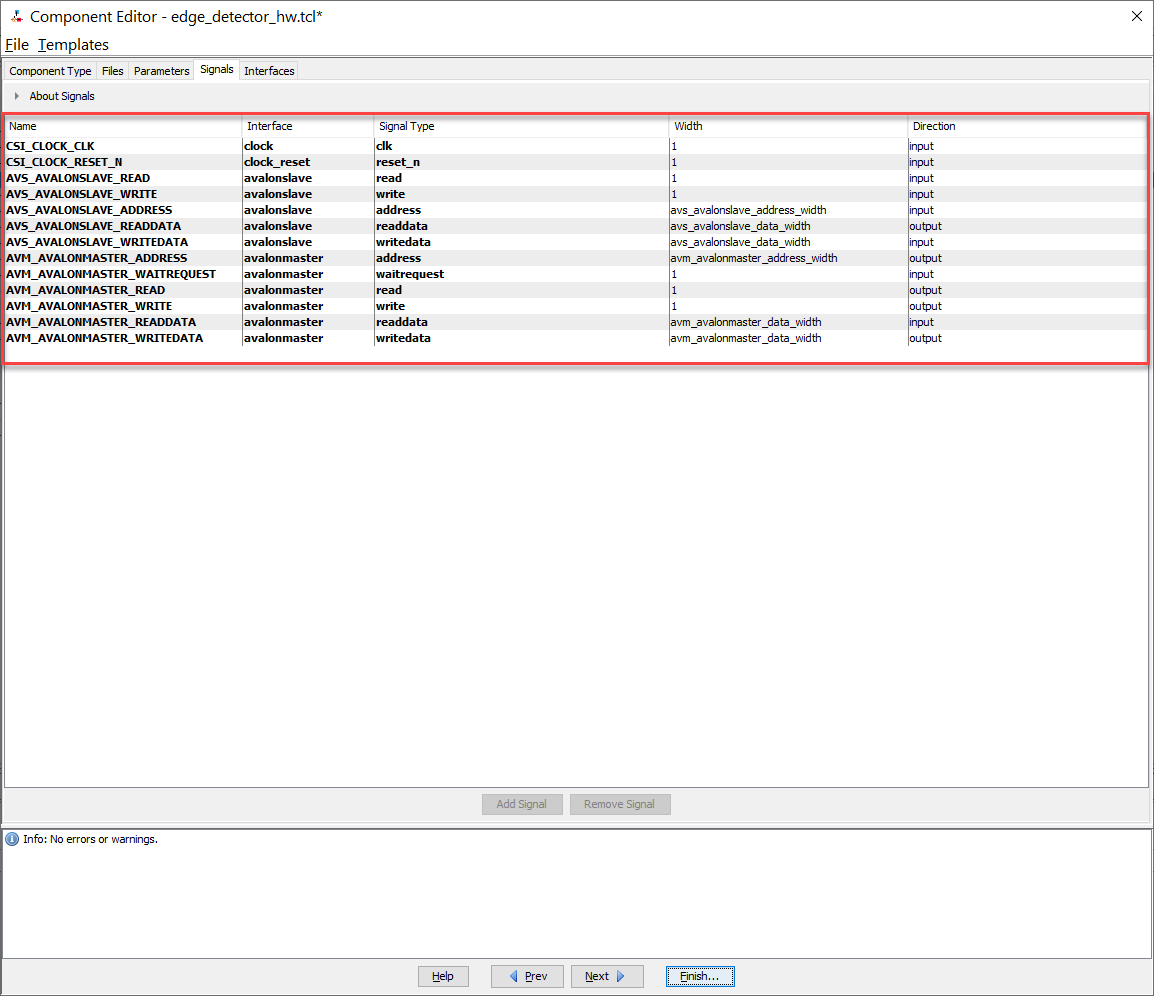 Component Editor - edge_detector_hw.tcl*
File Templates
Component Type Files Parameters Signals Interfaces
About Signals
Name Interface Signal Type Width Direction
CSI_CLOCK_CLK clock clk 1 input
CSI_CLOCK_RESET_N clock_reset reset_n 1 input
AVS_AVALONSLAVE_READ avalonslave read 1 input
AVS_AVALONSLAVE_WRITE avalonslave write 1 input
AVS_AVALONSLAVE_ADDRESS avalonslave address avs_avalonslave_address_width input
AVS_AVALONSLAVE_READDATA avalonslave readdata avs_avalonslave_data_width output
AVS_AVALONSLAVE_WRITEDATA avalonslave writedata avs_avalonslave_data_width input
AVM_AVALONMASTER_ADDRESS avalonmaster address avm_avalonmaster_address_width output
AVM_AVALONMASTER_WAITREQUEST avalonmaster waitrequest 1 input
AVM_AVALONMASTER_READ avalonmaster read 1 output
AVM_AVALONMASTER_WRITE avalonmaster write 1 output
AVM_AVALONMASTER_READDATA avalonmaster readdata avm_avalonmaster_data_width input
AVM_AVALONMASTER_WRITEDATA avalonmaster writedata avm_avalonmaster_data_width output
Add Signal Remove Signal
Info: No errors or warnings.
Help Prev Next Finish...